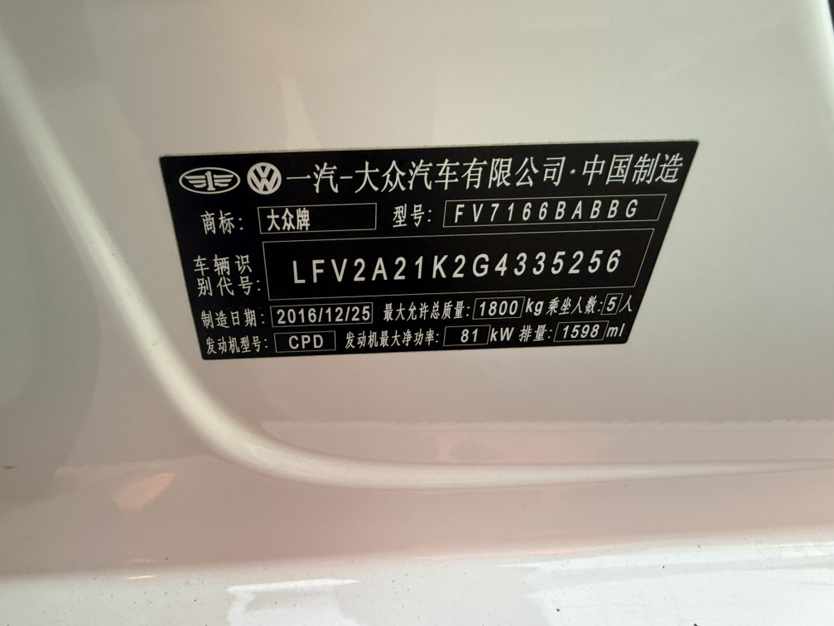 一汽-大众汽车有限公司·中国制造
商标: 大众牌 型号: FV7166BABBG
车辆识别代号: LFV2A21K2G4335256
制造日期: 2016/12/25 最大允许总质量: 1800 kg 乘坐人数: 5 人
发动机型号: CPD 发动机最大净功率: 81 kW 排量: 1598 ml